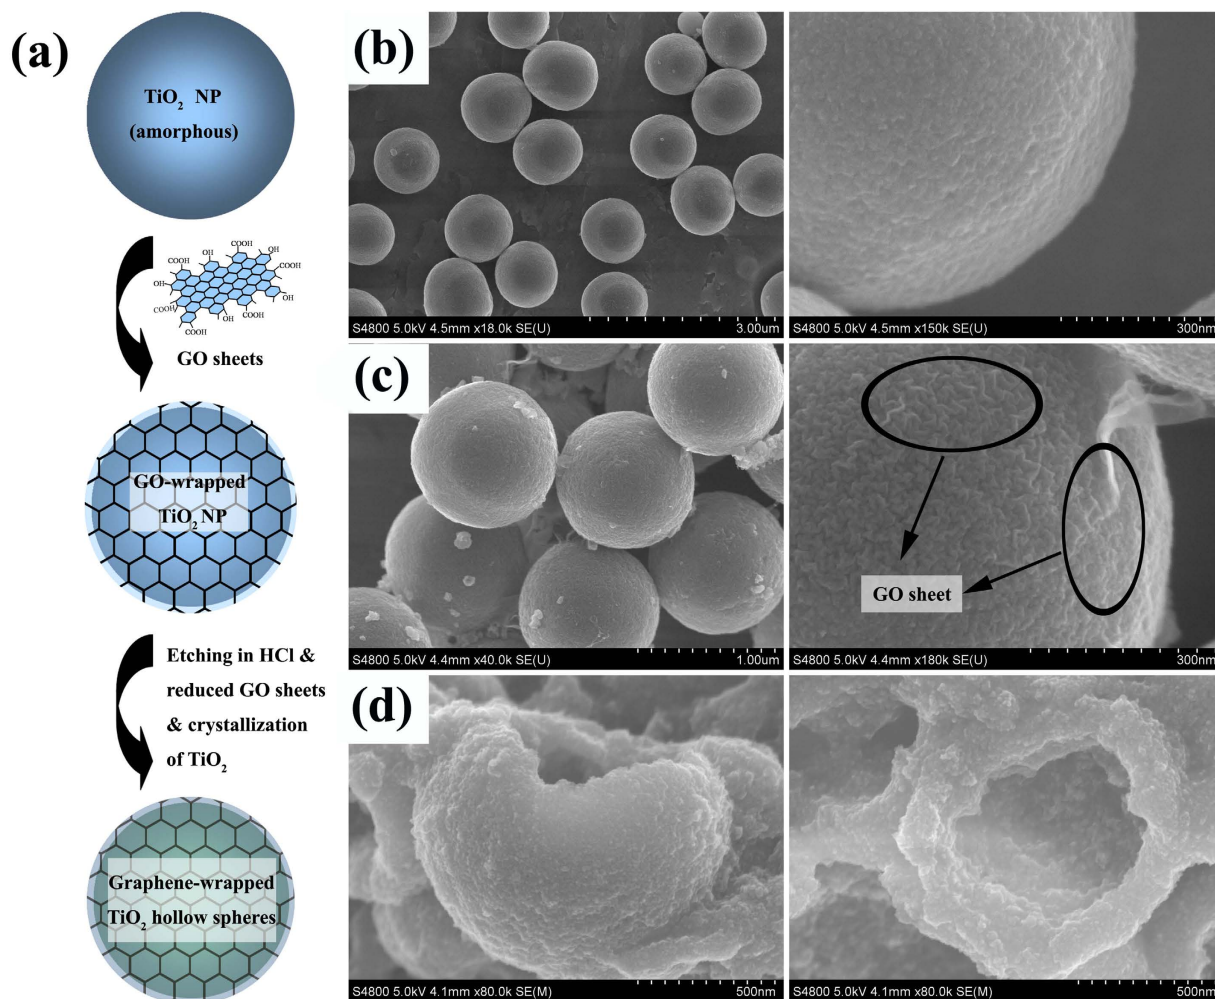 (a)
TiO2 NP
(amorphous)
COOH
OH
COOH
OH
COOH
OH
COOH
OH
COOH
OH
COOH
GO sheets
GO-wrapped
TiO2 NP
Etching in HCl &
reduced GO sheets
& crystallization
of TiO2
Graphene-wrapped
TiO2 hollow spheres
(b)
S4800 5.0kV 4.5mm x18.0k SE(U) 3.00um
S4800 5.0kV 4.5mm x150k SE(U) 300nm
(c)
S4800 5.0kV 4.4mm x40.0k SE(U) 1.00um
GO sheet
S4800 5.0kV 4.4mm x180k SE(U) 300nm
(d)
S4800 5.0kV 4.1mm x80.0k SE(M) 500nm
S4800 5.0kV 4.1mm x80.0k SE(M) 500nm